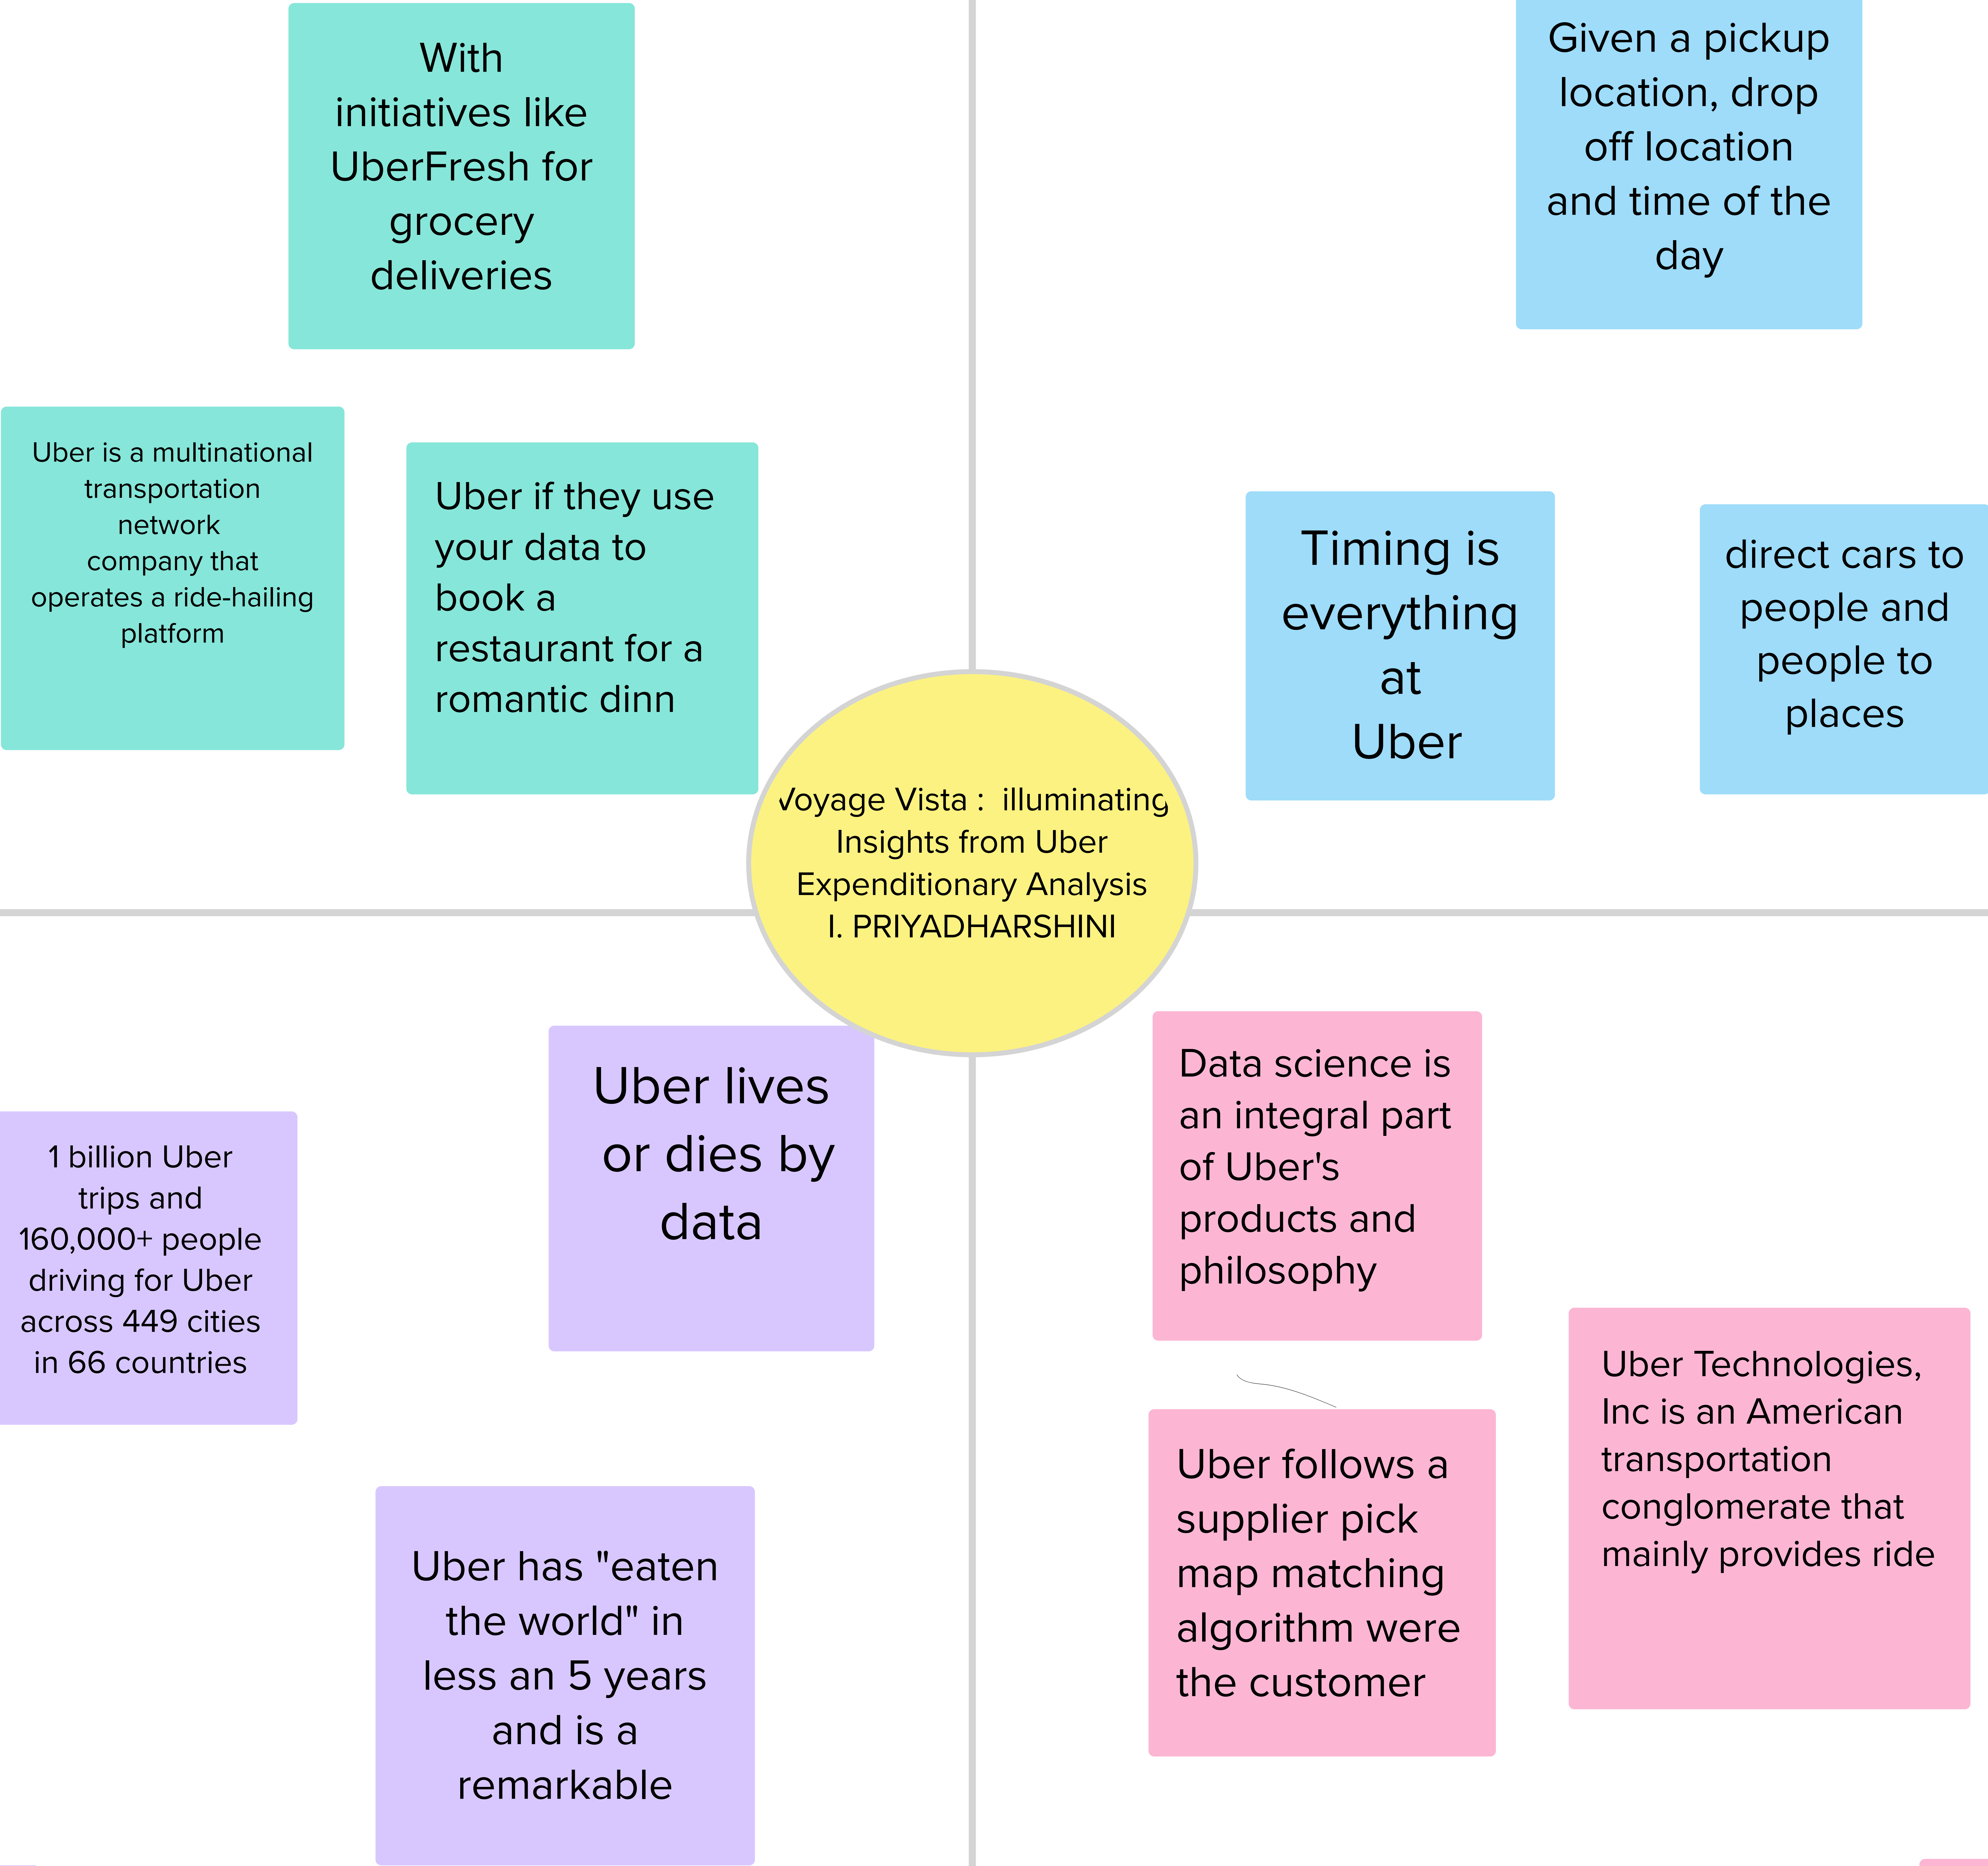 With
initiatives like
UberFresh for
grocery
deliveries
Uber is a multinational
transportation
network
company that
operates a ride-hailing
platform
Uber if they use
your data to
book a
restaurant for a
romantic dinn
Given a pickup
location, drop
off location
and time of the
day
Timing is
everything
at
Uber
direct cars to
people and
people to
places
Voyage Vista : illuminating
Insights from Uber
Expenditionary Analysis
I. PRIYADHARSHINI
1 billion Uber
trips and
160,000+ people
driving for Uber
across 449 cities
in 66 countries
Uber lives
or dies by
data
Uber has "eaten
the world" in
less an 5 years
and is a
remarkable
Data science is
an integral part
of Uber's
products and
philosophy
Uber follows a
supplier pick
map matching
algorithm were
the customer
Uber Technologies,
Inc is an American
transportation
conglomerate that
mainly provides ride